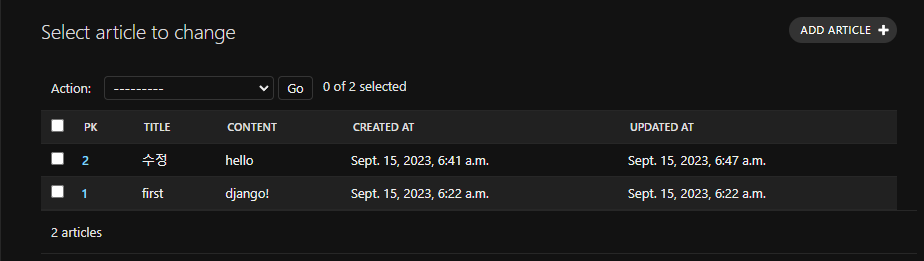 Select article to change
ADD ARTICLE +
Action: --------- Go 0 of 2 selected
PK TITLE CONTENT CREATED AT UPDATED AT
2 수정 hello Sept. 15, 2023, 6:41 a.m. Sept. 15, 2023, 6:47 a.m.
1 first django! Sept. 15, 2023, 6:22 a.m. Sept. 15, 2023, 6:22 a.m.
2 articles